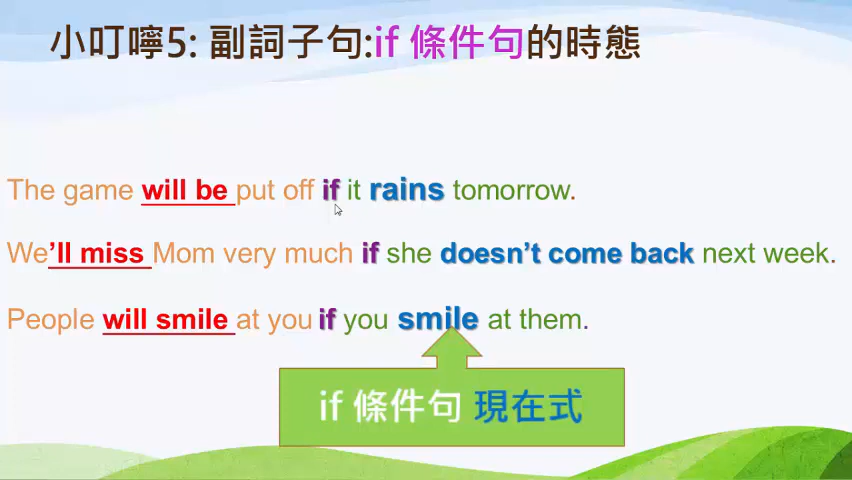 小叮嚀5: 副詞子句:if 條件句的時態
The game will be put off if it rains tomorrow.
We’ll miss Mom very much if she doesn’t come back next week.
People will smile at you if you smile at them.
if 條件句 現在式